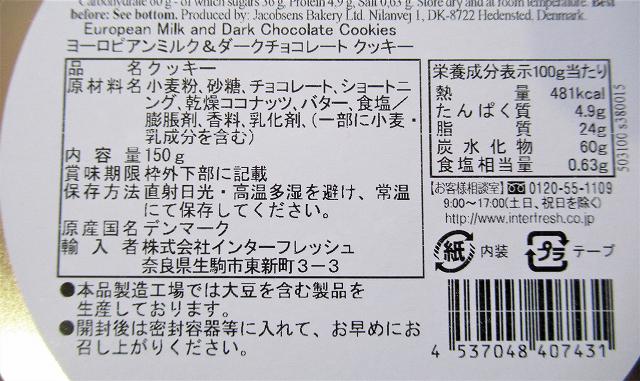 Carbohydrate 60 g - of which sugars 36 g, Protein 4,9 g, Salt 0,63 g. Store dry and at room temperature. Best
before: See bottom. Produced by: Jacobsens Bakery Ltd. Nilanvej 1, DK-8722 Hedensted, Denmark.
European Milk and Dark Chocolate Cookies
ヨーロピアンミルク＆ダークチョコレート クッキー
品 名 クッキー
原材料名 小麦粉、砂糖、チョコレート、ショートニ
ング、乾燥ココナッツ、バター、食塩／
膨脹剤、香料、乳化剤、（一部に小麦・
乳成分を含む）
内容量 150g
賞味期限 枠外下部に記載
保存方法 直射日光・高温多湿を避け、常温
にて保存してください。
原産国名 デンマーク
輸入者 株式会社インターフレッシュ
奈良県生駒市東新町3－3
●本品製造工場では大豆を含む製品を
生産しております。
●開封後は密封容器等に入れて、お早めにお
召し上がりください。
栄養成分表示100g当たり
熱量 481kcal
たんぱく質 4.9g
脂質 24g
炭水化物 60g
食塩相当量 0.63g
503100 s380015
【お客様相談室】0120-55-1109
9:00～17:00(土日、祝日を除く)
http://www.interfresh.co.jp
紙 内装 プラ テープ
4 537048 407431